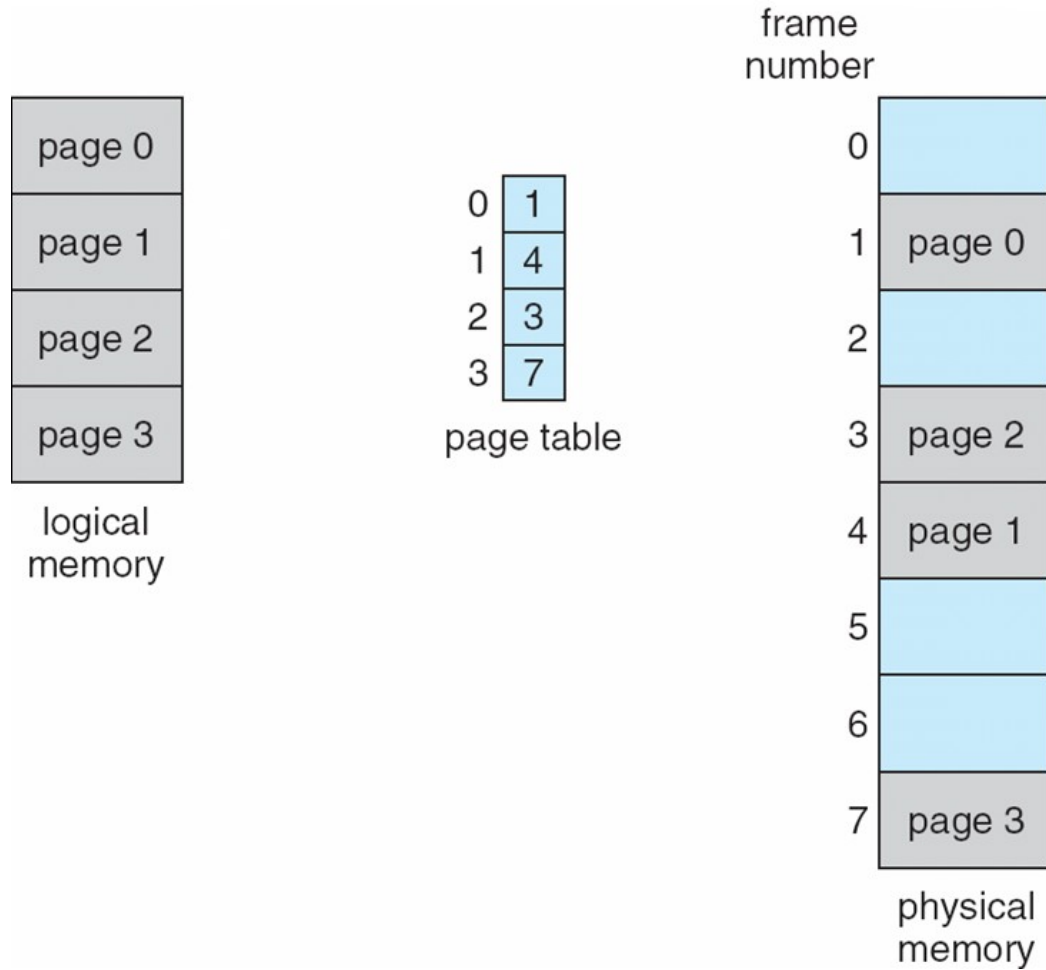 page 0
page 1
page 2
page 3
logical
memory
0 1
1 4
2 3
3 7
page table
frame
number
0
1 page 0
2
3 page 2
4 page 1
5
6
7 page 3
physical
memory